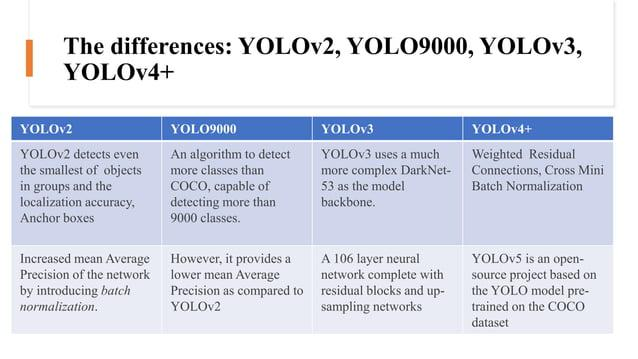 The differences: YOLOv2, YOLO9000, YOLOv3,
YOLOv4+
YOLOv2
YOLO9000
YOLOv3
YOLOv4+
YOLOv2 detects even
the smallest of objects
in groups and the
localization accuracy,
Anchor boxes
An algorithm to detect
more classes than
COCO, capable of
detecting more than
9000 classes.
YOLOv3 uses a much
more complex DarkNet-
53 as the model
backbone.
Weighted Residual
Connections, Cross Mini
Batch Normalization
Increased mean Average
Precision of the network
by introducing batch
normalization.
However, it provides a
lower mean Average
Precision as compared to
YOLOv2
A 106 layer neural
network complete with
residual blocks and up-
sampling networks
YOLOv5 is an open-
source project based on
the YOLO model pre-
trained on the COCO
dataset